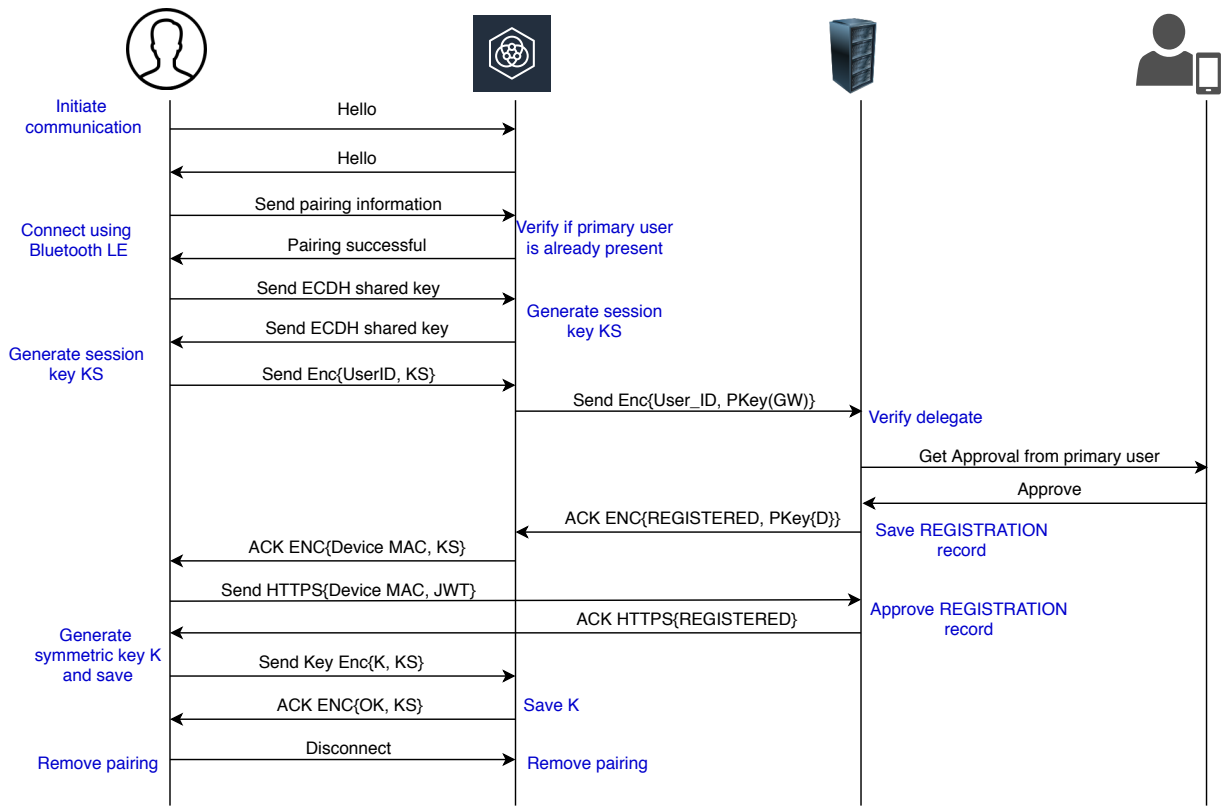 Initiate
communication
Hello
Hello
Send pairing information
Connect using
Bluetooth LE
Verify if primary user
is already present
Pairing successful
Send ECDH shared key
Generate session
key KS
Send ECDH shared key
Generate session
key KS
Send Enc{UserID, KS}
Send Enc{User_ID, PKey(GW)}
Verify delegate
Get Approval from primary user
Approve
ACK ENC{REGISTERED, PKey{D}}
Save REGISTRATION
record
ACK ENC{Device MAC, KS}
Send HTTPS{Device MAC, JWT}
Approve REGISTRATION
record
ACK HTTPS{REGISTERED}
Generate
symmetric key K
and save
Send Key Enc{K, KS}
ACK ENC{OK, KS}
Save K
Disconnect
Remove pairing
Remove pairing